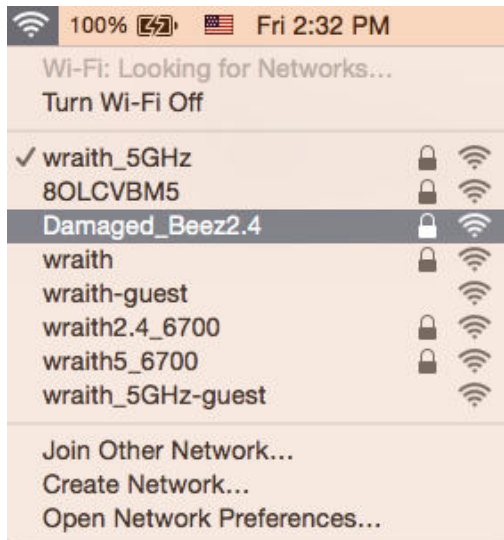 100% Fri 2:32 PM
Wi-Fi: Looking for Networks...
Turn Wi-Fi Off
wraith_5GHz
8OLCVBM5
Damaged_Beez2.4
wraith
wraith-guest
wraith2.4_6700
wraith5_6700
wraith_5GHz-guest
Join Other Network...
Create Network...
Open Network Preferences...